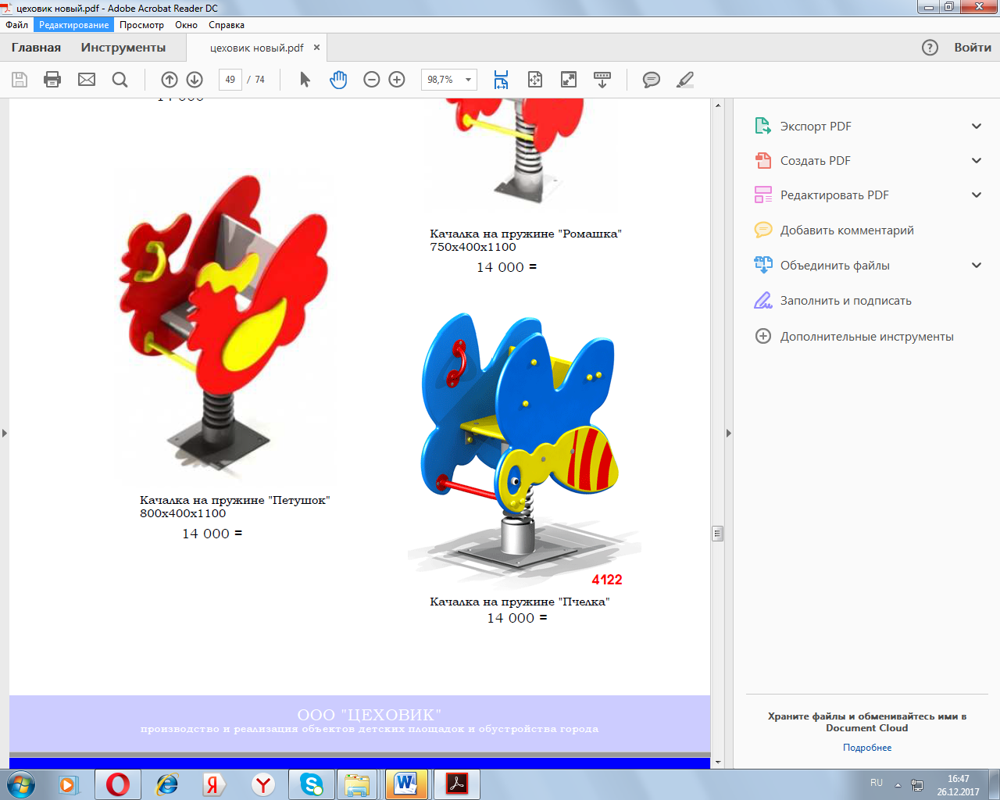 цеховик новый.pdf - Adobe Acrobat Reader DC
Файл Редактирование Просмотр Окно Справка
Главная Инструменты цеховик новый.pdf × ? Войти
49 / 74 98,7%
14 000
Качалка на пружине "Ромашка"
750х400х1100
14 000 =
Качалка на пружине "Петушок"
800х400х1100
14 000 =
4122
Качалка на пружине "Пчелка"
14 000 =
ООО "ЦЕХОВИК"
производство и реализация объектов детских площадок и обустройства города
Экспорт PDF
Создать PDF
Редактировать PDF
Добавить комментарий
Объединить файлы
Заполнить и подписать
Дополнительные инструменты
Храните файлы и обменивайтесь ими в
Document Cloud
Подробнее
RU 16:47
26.12.2017